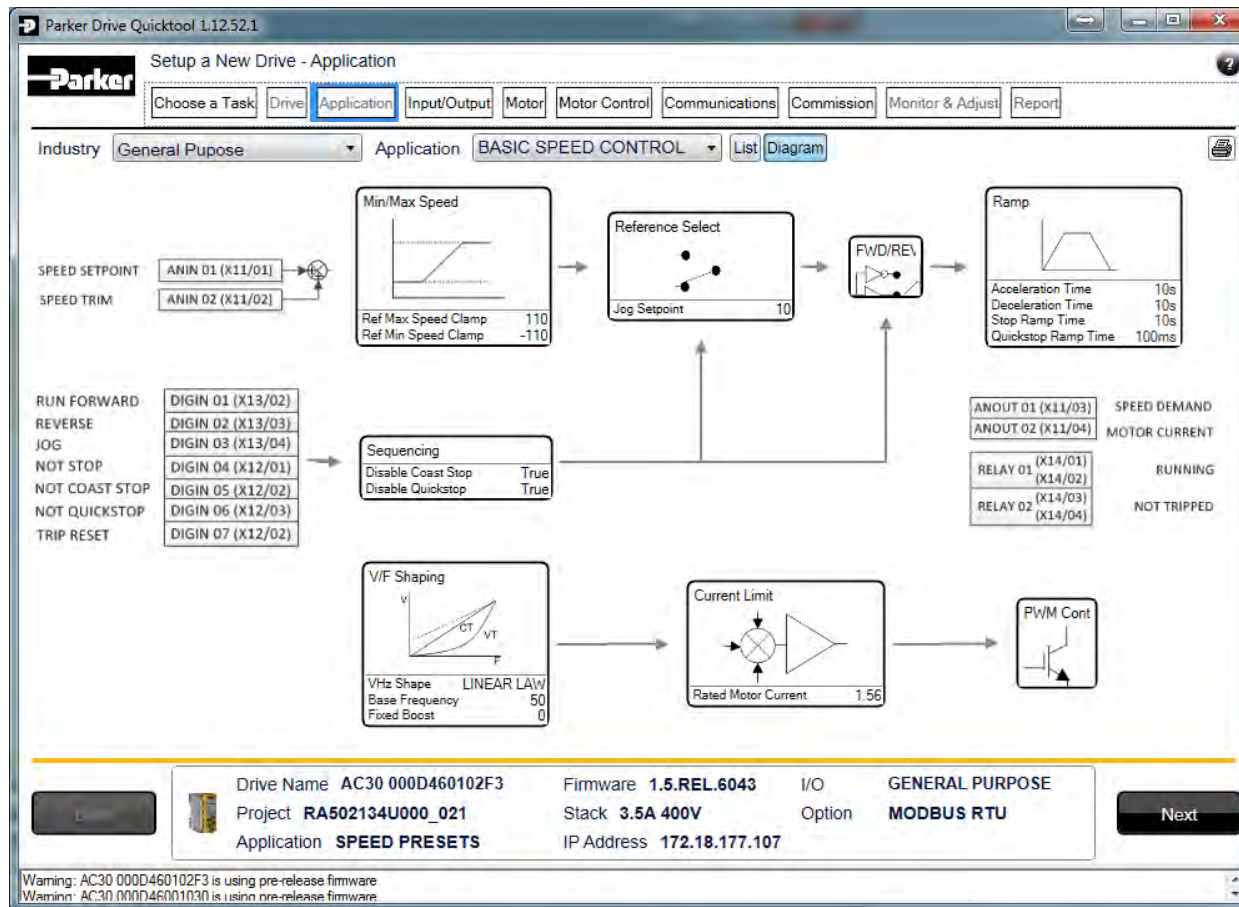 Parker Drive Quicktool 1.12.52.1
Parker
Setup a New Drive - Application
?
Choose a Task Drive Application Input/Output Motor Motor Control Communications Commission Monitor & Adjust Report
Industry General Pupose Application BASIC SPEED CONTROL List Diagram
SPEED SETPOINT ANIN 01 (X11/01)
SPEED TRIM ANIN 02 (X11/02)
Min/Max Speed
Ref Max Speed Clamp 110
Ref Min Speed Clamp -110
Reference Select
Jog Setpoint 10
FWD/REV
Ramp
Acceleration Time 10s
Deceleration Time 10s
Stop Ramp Time 10s
Quickstop Ramp Time 100ms
RUN FORWARD DIGIN 01 (X13/02)
REVERSE DIGIN 02 (X13/03)
JOG DIGIN 03 (X13/04)
NOT STOP DIGIN 04 (X12/01)
NOT COAST STOP DIGIN 05 (X12/02)
NOT QUICKSTOP DIGIN 06 (X12/03)
TRIP RESET DIGIN 07 (X12/02)
Sequencing
Disable Coast Stop True
Disable Quickstop True
ANOUT 01 (X11/03) SPEED DEMAND
ANOUT 02 (X11/04) MOTOR CURRENT
RELAY 01 (X14/01) (X14/02) RUNNING
RELAY 02 (X14/03) (X14/04) NOT TRIPPED
V/F Shaping
V
CT
VT
F
VHz Shape LINEAR LAW
Base Frequency 50
Fixed Boost 0
Current Limit
Rated Motor Current 1.56
PWM Cont
Drive Name AC30 000D460102F3 Firmware 1.5.REL.6043 I/O GENERAL PURPOSE
Project RA502134U000_021 Stack 3.5A 400V Option MODBUS RTU
Application SPEED PRESETS IP Address 172.18.177.107
Next
Warning: AC30 000D460102F3 is using pre-release firmware
Warning: AC30 000D46001030 is using pre-release firmware